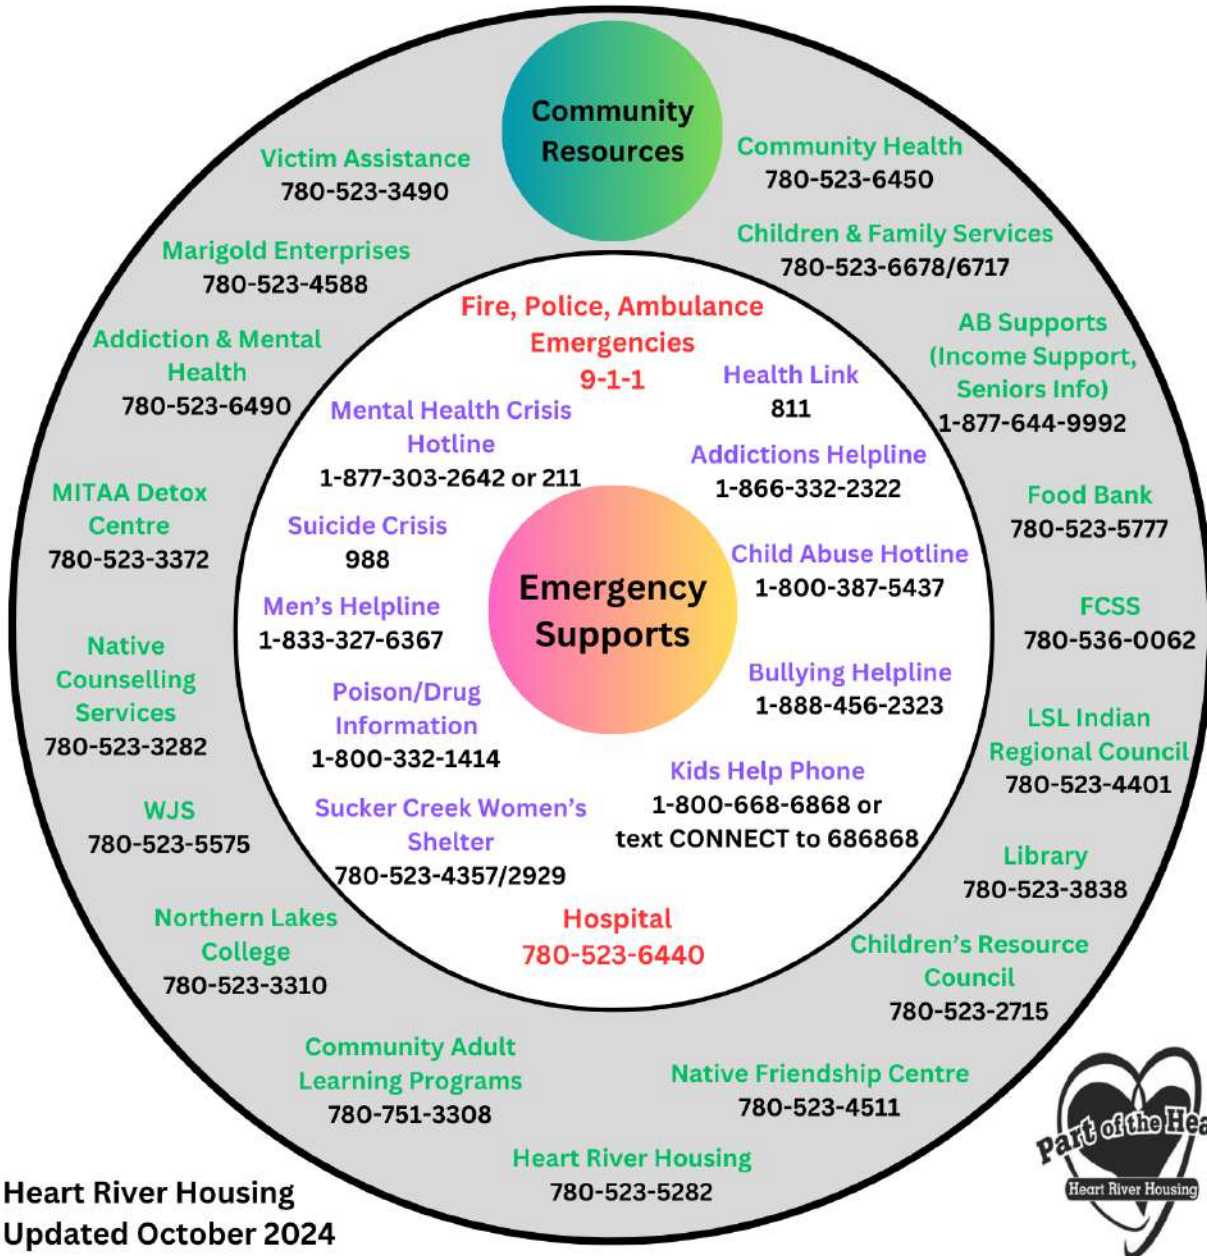 Community
Resources
Victim Assistance
780-523-3490
Marigold Enterprises
780-523-4588
Addiction & Mental
Health
780-523-6490
MITAA Detox
Centre
780-523-3372
Native
Counselling
Services
780-523-3282
WJS
780-523-5575
Northern Lakes
College
780-523-3310
Community Adult
Learning Programs
780-751-3308
Heart River Housing
780-523-5282
Native Friendship Centre
780-523-4511
Children's Resource
Council
780-523-2715
Library
780-523-3838
LSL Indian
Regional Council
780-523-4401
FCSS
780-536-0062
Food Bank
780-523-5777
AB Supports
(Income Support,
Seniors Info)
1-877-644-9992
Children & Family Services
780-523-6678/6717
Community Health
780-523-6450
Fire, Police, Ambulance
Emergencies
9-1-1
Mental Health Crisis
Hotline
1-877-303-2642 or 211
Suicide Crisis
988
Men's Helpline
1-833-327-6367
Poison/Drug
Information
1-800-332-1414
Sucker Creek Women's
Shelter
780-523-4357/2929
Health Link
811
Addictions Helpline
1-866-332-2322
Child Abuse Hotline
1-800-387-5437
Bullying Helpline
1-888-456-2323
Kids Help Phone
1-800-668-6868 or
text CONNECT to 686868
Emergency
Supports
Hospital
780-523-6440
Heart River Housing
Updated October 2024
Part of the Hea
Heart River Housing